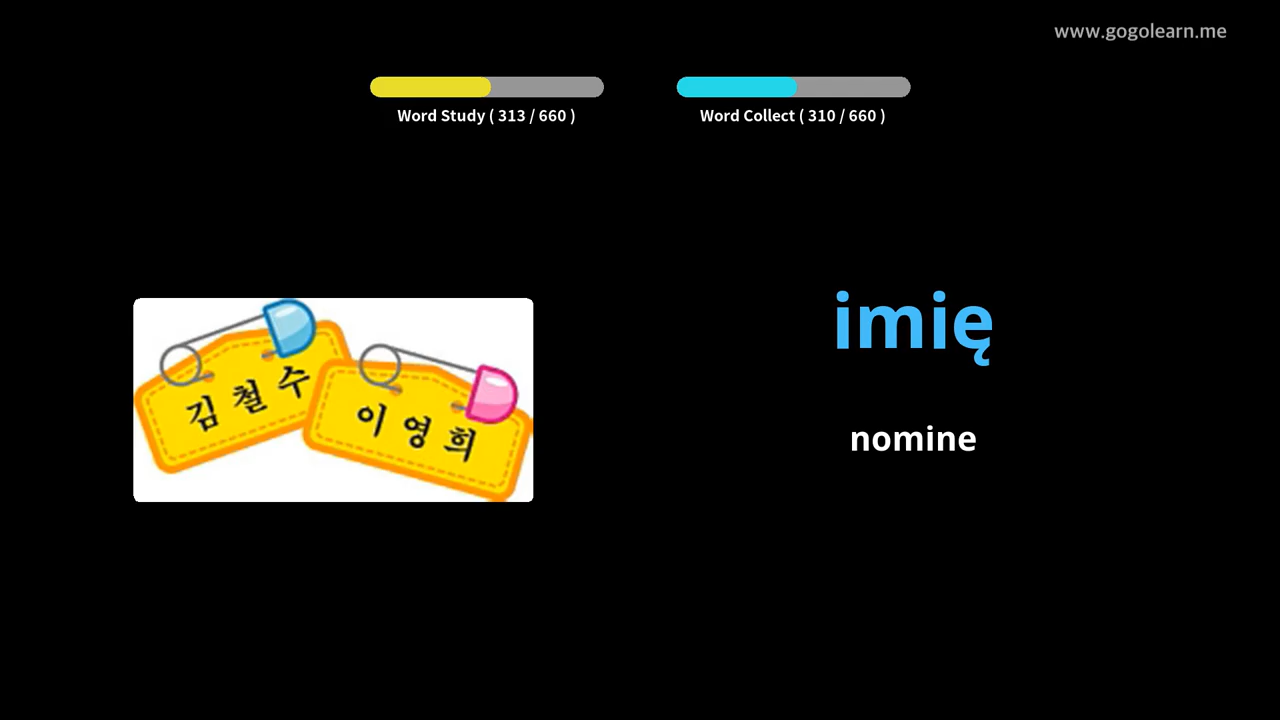 www.gogolearn.me
Word Study ( 313 / 660 )
Word Collect ( 310 / 660 )
김철수
이영희
imię
nomine